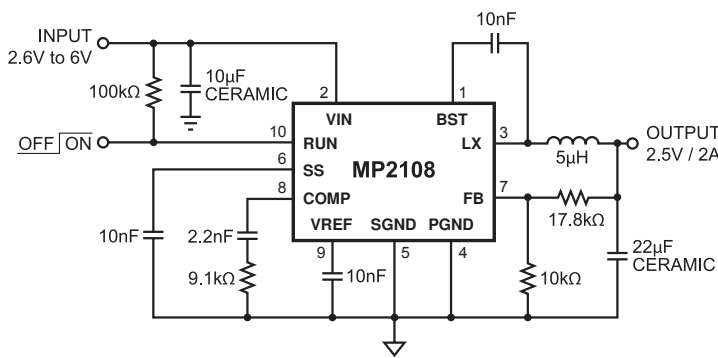 INPUT
2.6V to 6V
100kΩ
10µF
CERAMIC
10nF
2
1
VIN
BST
OFF ON
10
RUN
LX
3
5µH
OUTPUT
2.5V / 2A
6
SS
MP2108
8
COMP
FB
7
17.8kΩ
VREF
SGND
PGND
10nF
2.2nF
9.1kΩ
9
10nF
5
4
10kΩ
22µF
CERAMIC